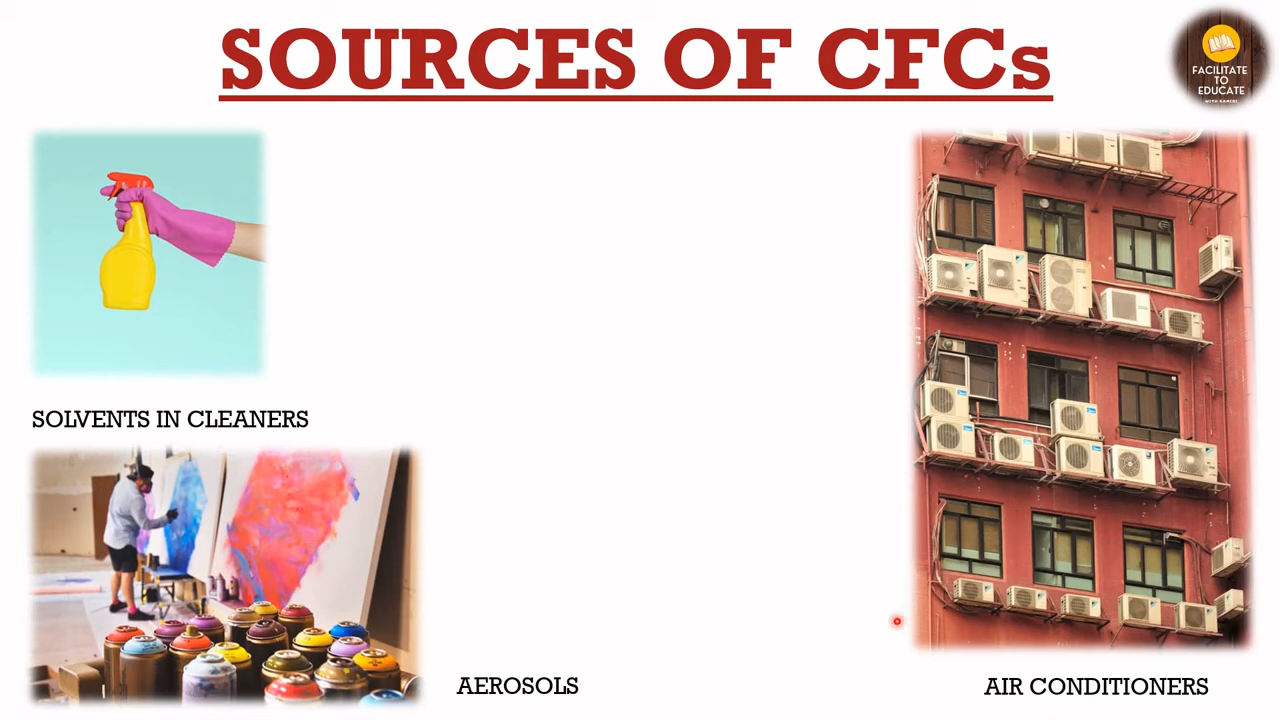 SOURCES OF CFCs
FACILITATE
TO
EDUCATE
SOLVENTS IN CLEANERS
AEROSOLS
AIR CONDITIONERS